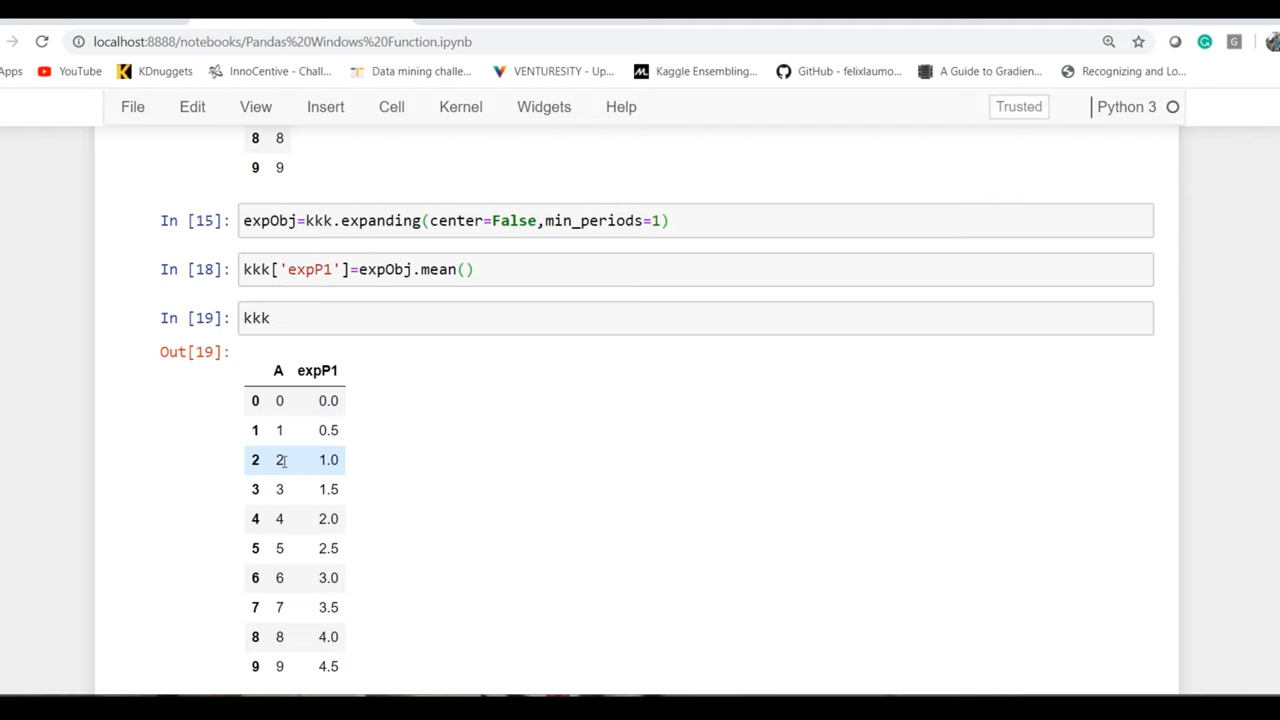 localhost:8888/notebooks/Pandas%20Windows%20Function.ipynb
Apps YouTube KDnuggets InnoCentive - Chall... Data mining challe... VENTURESITY - Up... Kaggle Ensembling... GitHub - felixlaumo... A Guide to Gradien... Recognizing and Lo...
File Edit View Insert Cell Kernel Widgets Help Trusted Python 3
8 8
9 9
In [15]: expObj=kkk.expanding(center=False,min_periods=1)
In [18]: kkk['expP1']=expObj.mean()
In [19]: kkk
Out[19]:
A expP1
0 0 0.0
1 1 0.5
2 2 1.0
3 3 1.5
4 4 2.0
5 5 2.5
6 6 3.0
7 7 3.5
8 8 4.0
9 9 4.5